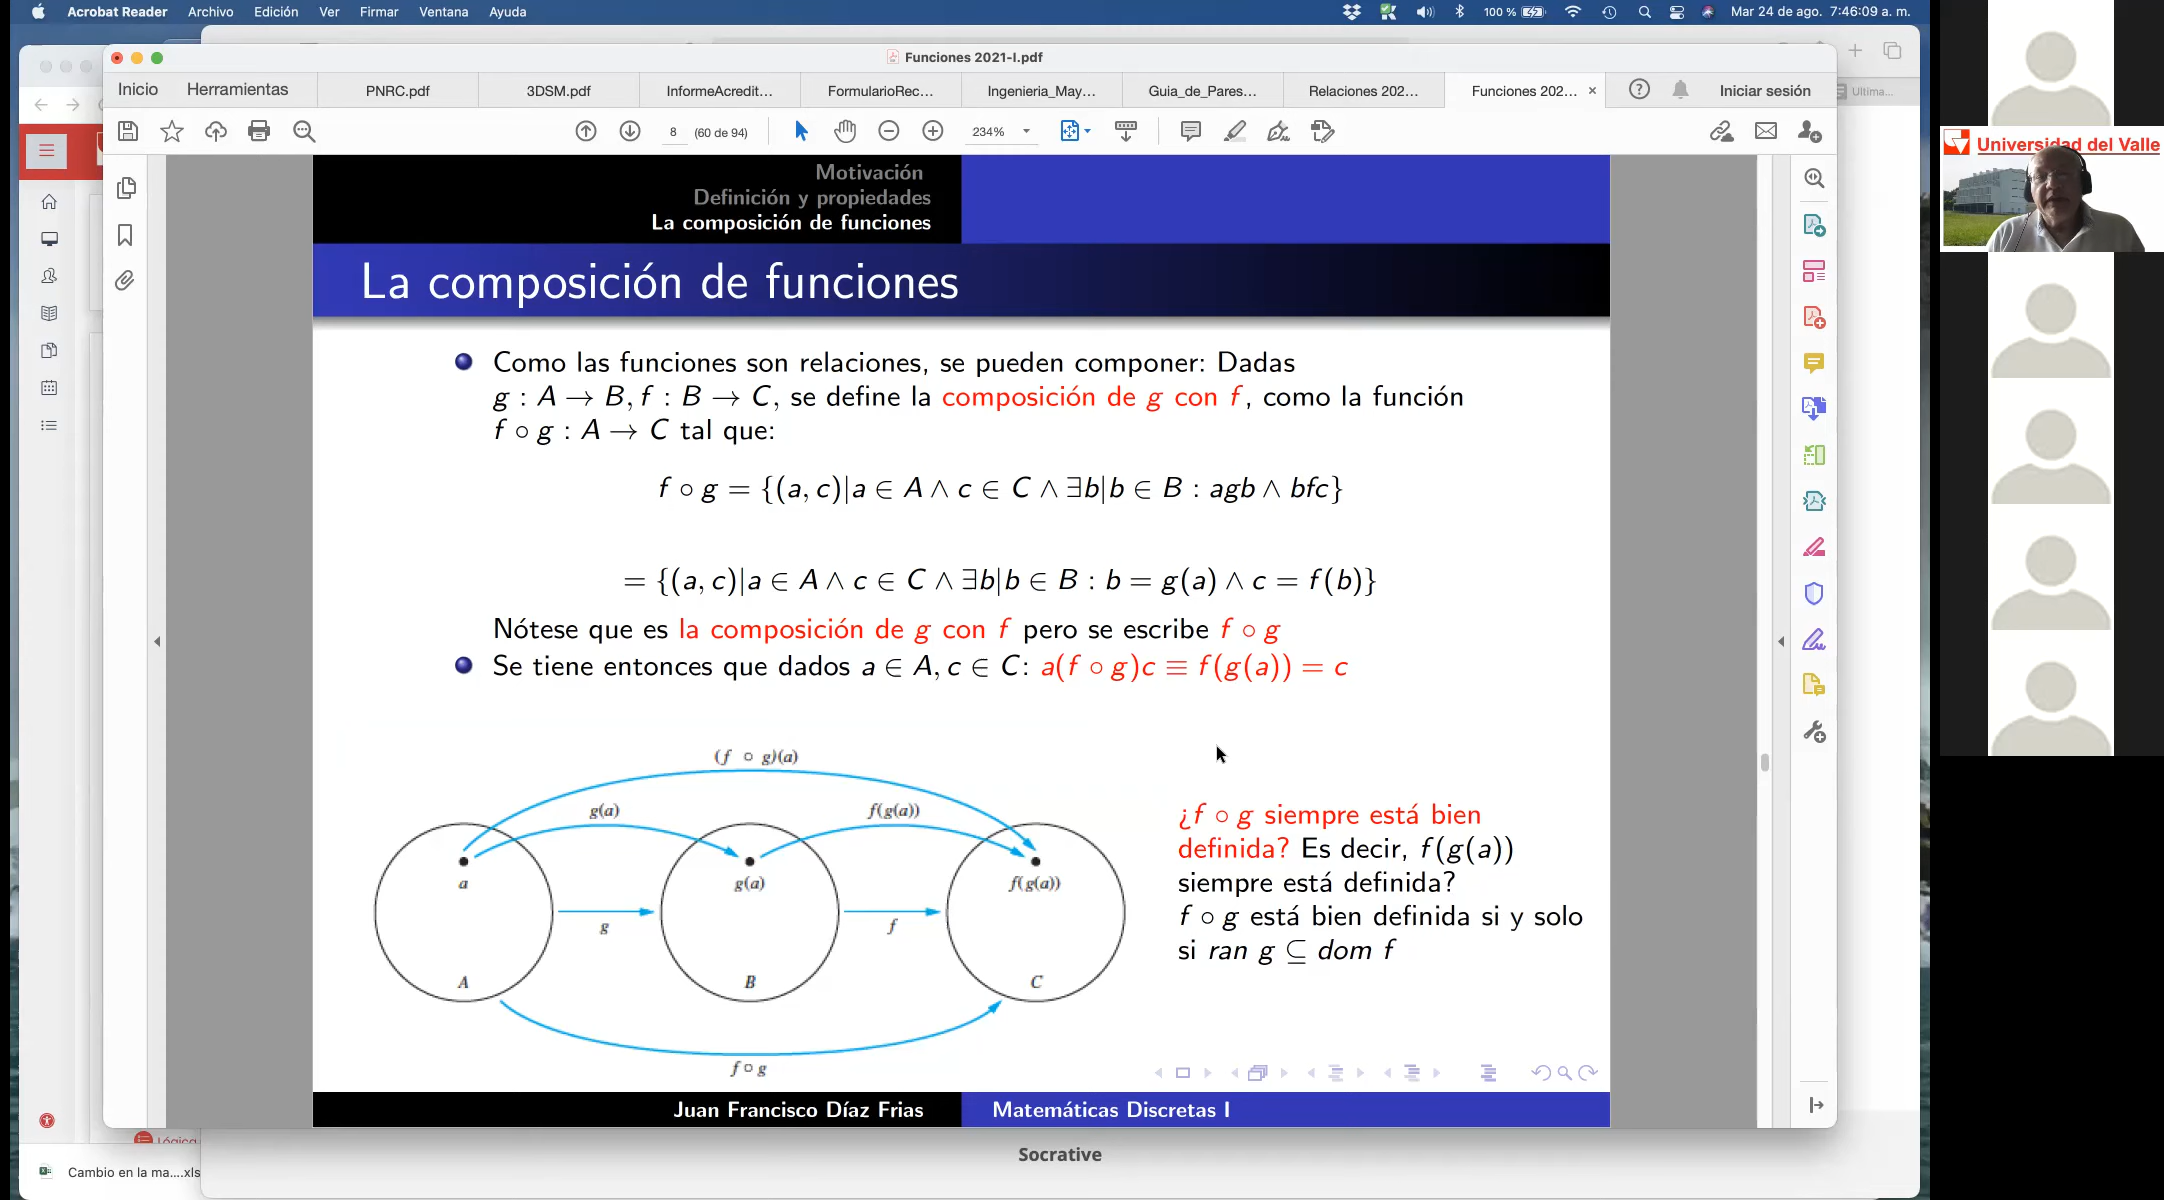 Acrobat Reader Archivo Edición Ver Firmar Ventana Ayuda 100 % Mar 24 de ago. 7:46:09 a. m.
Funciones 2021-I.pdf
Inicio Herramientas PNRC.pdf 3DSM.pdf InformeAcredit... FormularioRec... Ingenieria_May... Guia_de_Pares... Relaciones 202... Funciones 202... × Iniciar sesión
Ultima...
8 (60 de 94) 234%
Universidad del Valle
Motivación
Definición y propiedades
La composición de funciones
La composición de funciones
Como las funciones son relaciones, se pueden componer: Dadas
g : A → B, f : B → C, se define la composición de g con f, como la función
f ∘ g : A → C tal que:
f ∘ g = {(a, c)|a ∈ A ∧ c ∈ C ∧ ∃b|b ∈ B : agb ∧ bfc}
= {(a, c)|a ∈ A ∧ c ∈ C ∧ ∃b|b ∈ B : b = g(a) ∧ c = f(b)}
Nótese que es la composición de g con f pero se escribe f ∘ g
Se tiene entonces que dados a ∈ A, c ∈ C: a(f ∘ g)c ≡ f(g(a)) = c
(f ∘ g)(a)
g(a) f(g(a))
a g(a) f(g(a))
g f
A B C
f ∘ g
¿f ∘ g siempre está bien
definida? Es decir, f(g(a))
siempre está definida?
f ∘ g está bien definida si y solo
si ran g ⊆ dom f
Juan Francisco Díaz Frias Matemáticas Discretas I
Lógica
Socrative
Cambio en la ma....xls